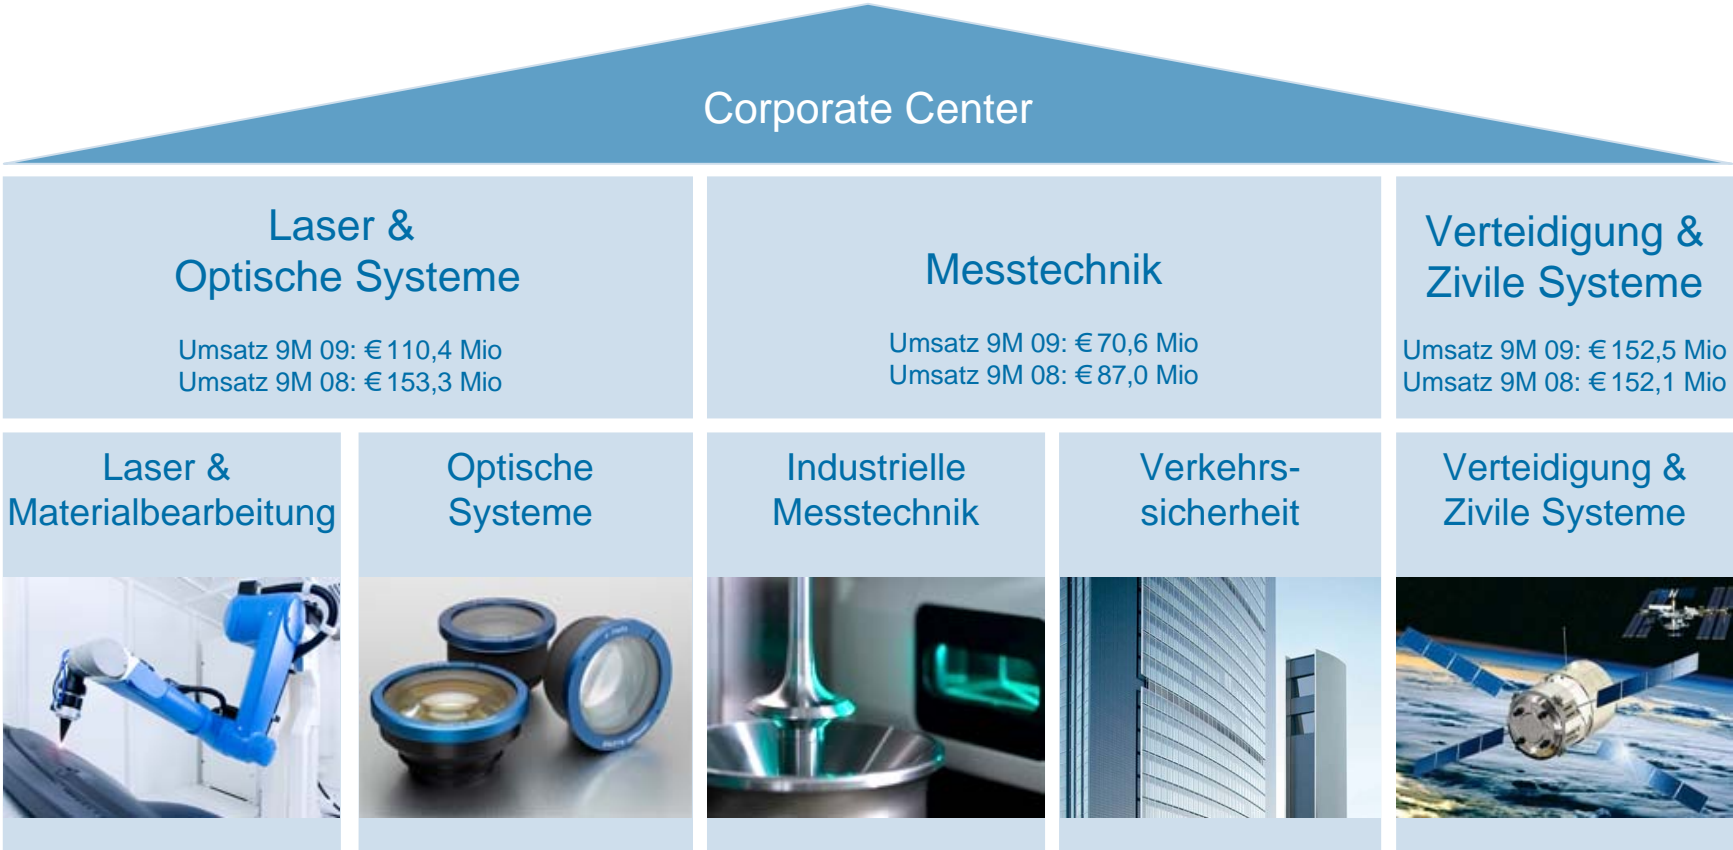 Corporate Center
Laser &
Optische Systeme
Umsatz 9M 09: € 110,4 Mio
Umsatz 9M 08: € 153,3 Mio
Messtechnik
Umsatz 9M 09: € 70,6 Mio
Umsatz 9M 08: € 87,0 Mio
Verteidigung &
Zivile Systeme
Umsatz 9M 09: € 152,5 Mio
Umsatz 9M 08: € 152,1 Mio
Laser &
Materialbearbeitung
Optische
Systeme
Industrielle
Messtechnik
Verkehrs-
sicherheit
Verteidigung &
Zivile Systeme